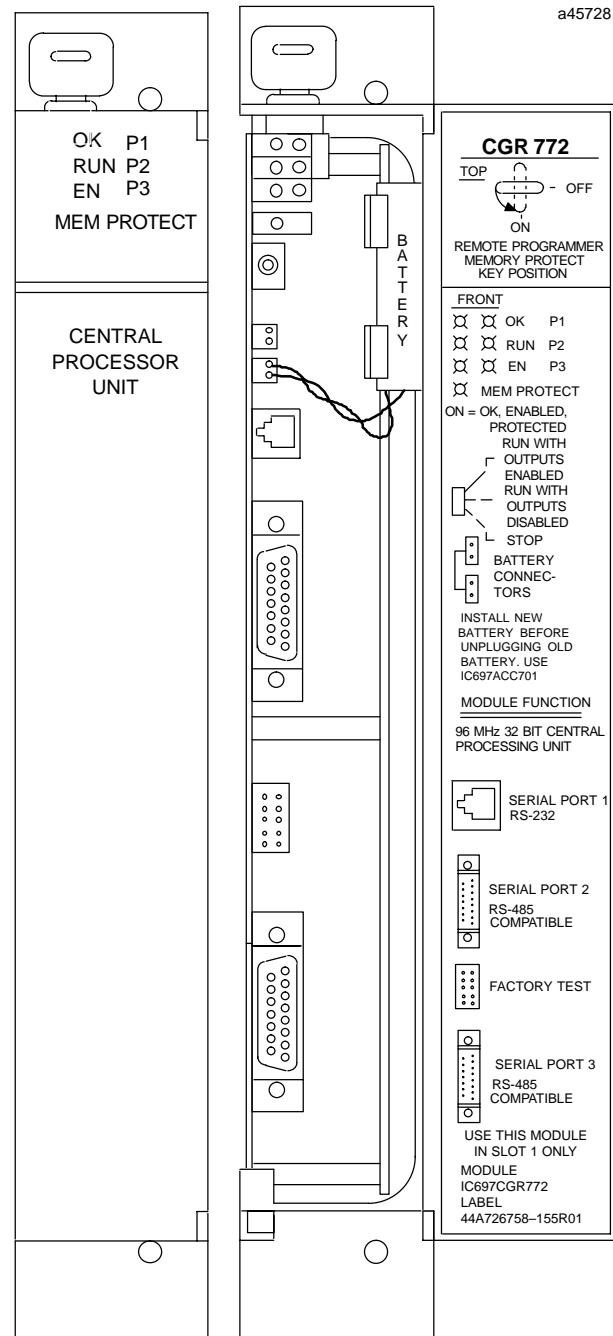 a45728
OK P1
RUN P2
EN P3
MEM PROTECT
CENTRAL
PROCESSOR
UNIT
BATTERY
CGR 772
TOP
OFF
ON
REMOTE PROGRAMMER
MEMORY PROTECT
KEY POSITION
FRONT
OK P1
RUN P2
EN P3
MEM PROTECT
ON = OK, ENABLED,
PROTECTED
RUN WITH
OUTPUTS
ENABLED
RUN WITH
OUTPUTS
DISABLED
STOP
BATTERY
CONNEC-
TORS
INSTALL NEW
BATTERY BEFORE
UNPLUGGING OLD
BATTERY. USE
IC697ACC701
MODULE FUNCTION
96 MHz 32 BIT CENTRAL
PROCESSING UNIT
SERIAL PORT 1
RS-232
SERIAL PORT 2
RS-485
COMPATIBLE
FACTORY TEST
SERIAL PORT 3
RS-485
COMPATIBLE
USE THIS MODULE
IN SLOT 1 ONLY
MODULE
IC697CGR772
LABEL
44A726758–155R01